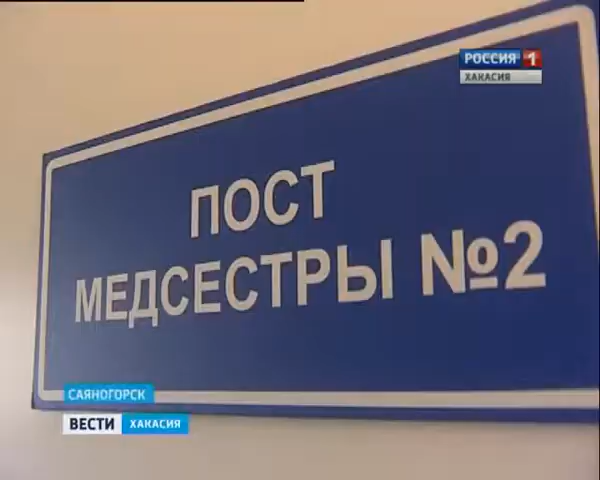 РОССИЯ 1
ХАКАСИЯ
ПОСТ
МЕДСЕСТРЫ №2
САЯНОГОРСК
ВЕСТИ ХАКАСИЯ